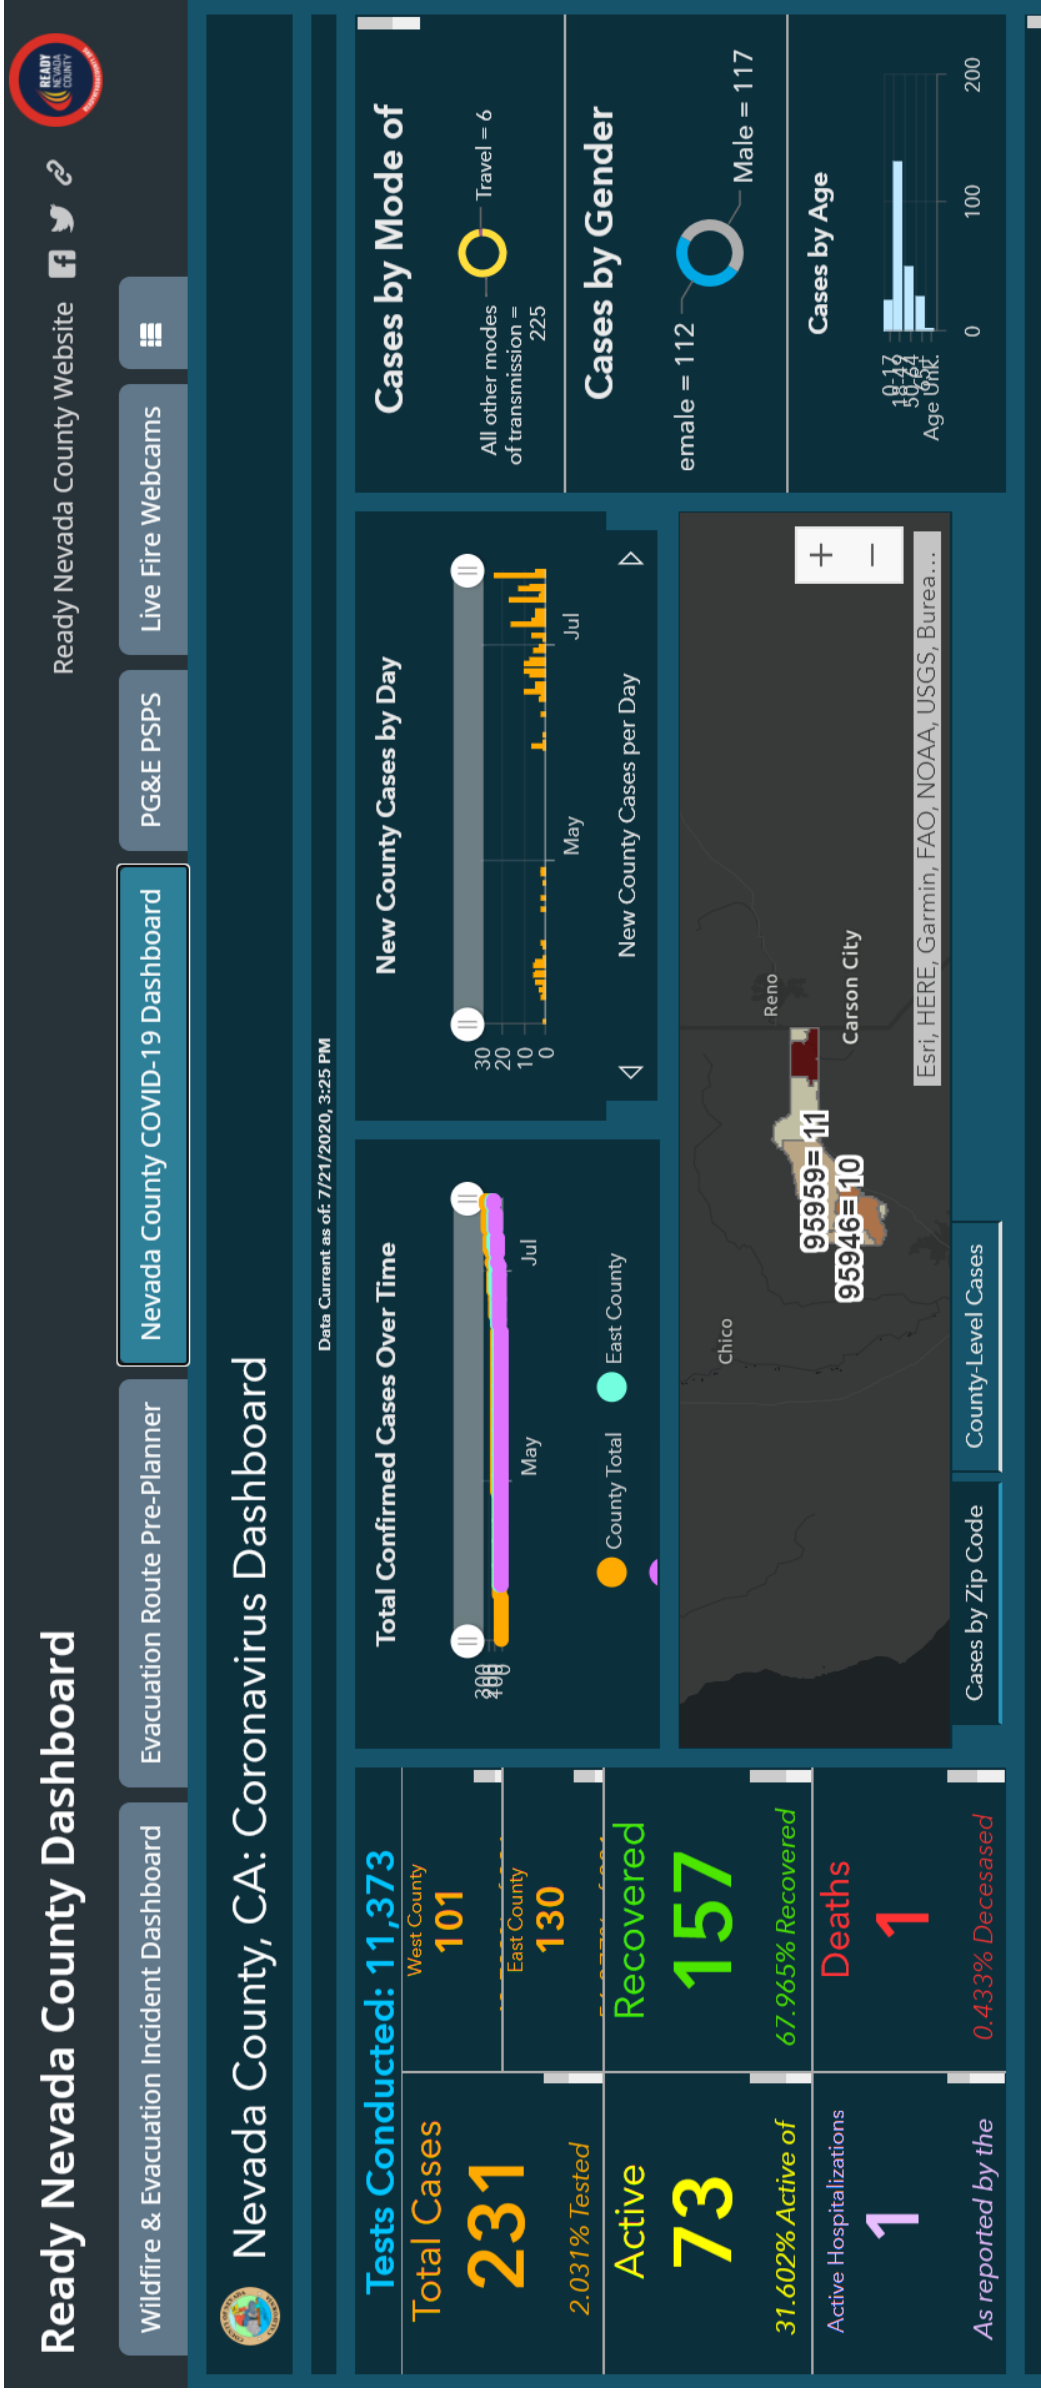 Ready Nevada County Dashboard
Ready Nevada County Website
READY
NEVADA
COUNTY
Wildfire & Evacuation Incident Dashboard
Evacuation Route Pre-Planner
Nevada County COVID-19 Dashboard
PG&E PSPS
Live Fire Webcams
Nevada County, CA: Coronavirus Dashboard
Data Current as of: 7/21/2020, 3:25 PM
Tests Conducted: 11,373
Total Cases
231
2.031% Tested
West County
101
East County
130
Active
73
31.602% Active of
Recovered
157
67.965% Recovered
Active Hospitalizations
1
As reported by the
Deaths
1
0.433% Decesased
Total Confirmed Cases Over Time
0
May
Jul
County Total
East County
New County Cases by Day
30
20
10
0
May
Jul
New County Cases per Day
Chico
Reno
Carson City
95959= 11
95946= 10
+
−
Esri, HERE, Garmin, FAO, NOAA, USGS, Burea...
Cases by Zip Code
County-Level Cases
Cases by Mode of
All other modes
of transmission =
225
Travel = 6
Cases by Gender
emale = 112
Male = 117
Cases by Age
0-17
Age Unk.
0
100
200